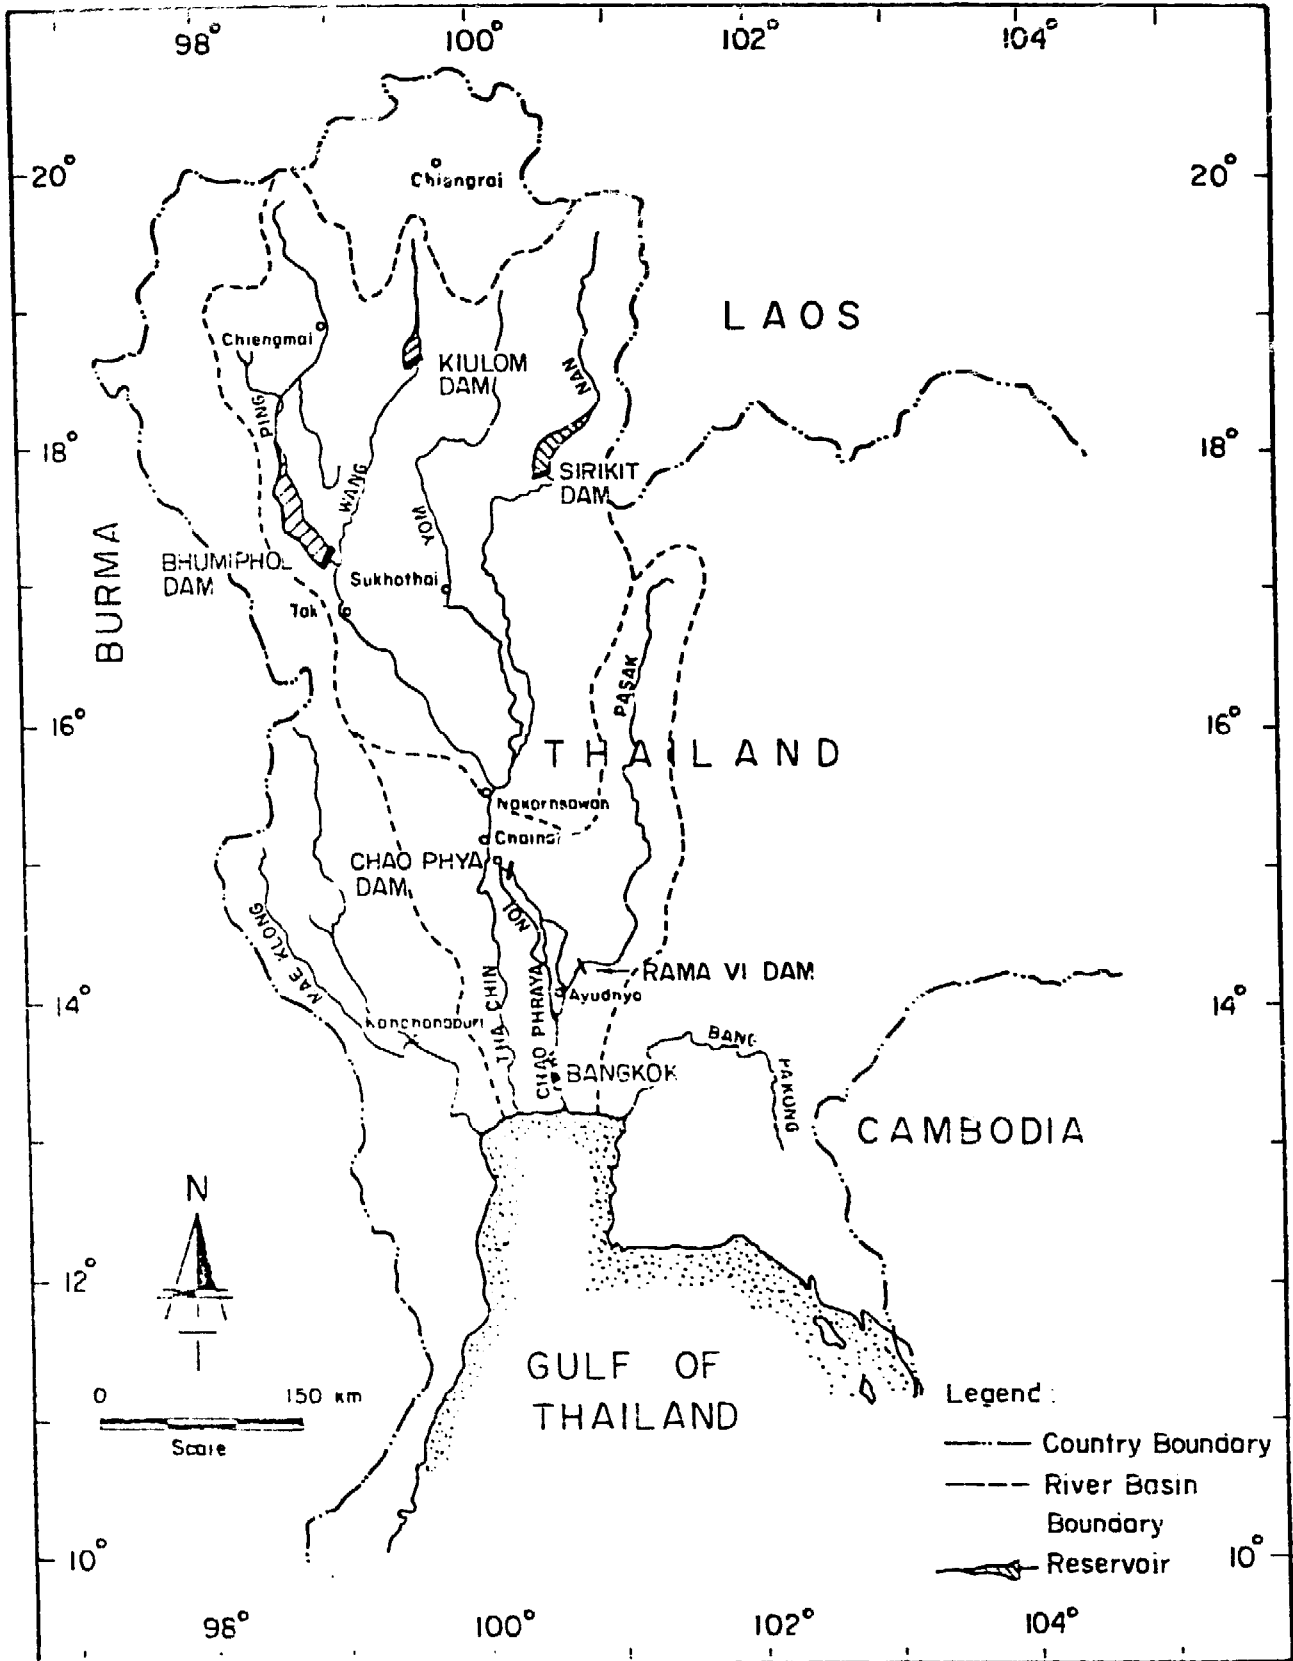 98° 100° 102° 104°
20° 20°
Chiangrai
LAOS
Chiengmai
KIULOM
DAM
NAN
PING
18° 18°
SIRIKIT
DAM
WANG
YOM
BURMA
BHUMIPHOL
DAM
Sukhothai
Tak
PASAK
16° 16°
THAILAND
Nakornsawan
Chainat
CHAO PHYA
DAM
NOI
MAE KLONG
RAMA VI DAM
Ayudhya
14° 14°
THA CHIN
CHAO PHRAYA
Kanchanaburi
BANG
PAKONG
BANGKOK
CAMBODIA
N
12° 12°
GULF OF
THAILAND
0 150 km
Scale
Legend :
Country Boundary
River Basin
Boundary
Reservoir
10° 10°
98° 100° 102° 104°